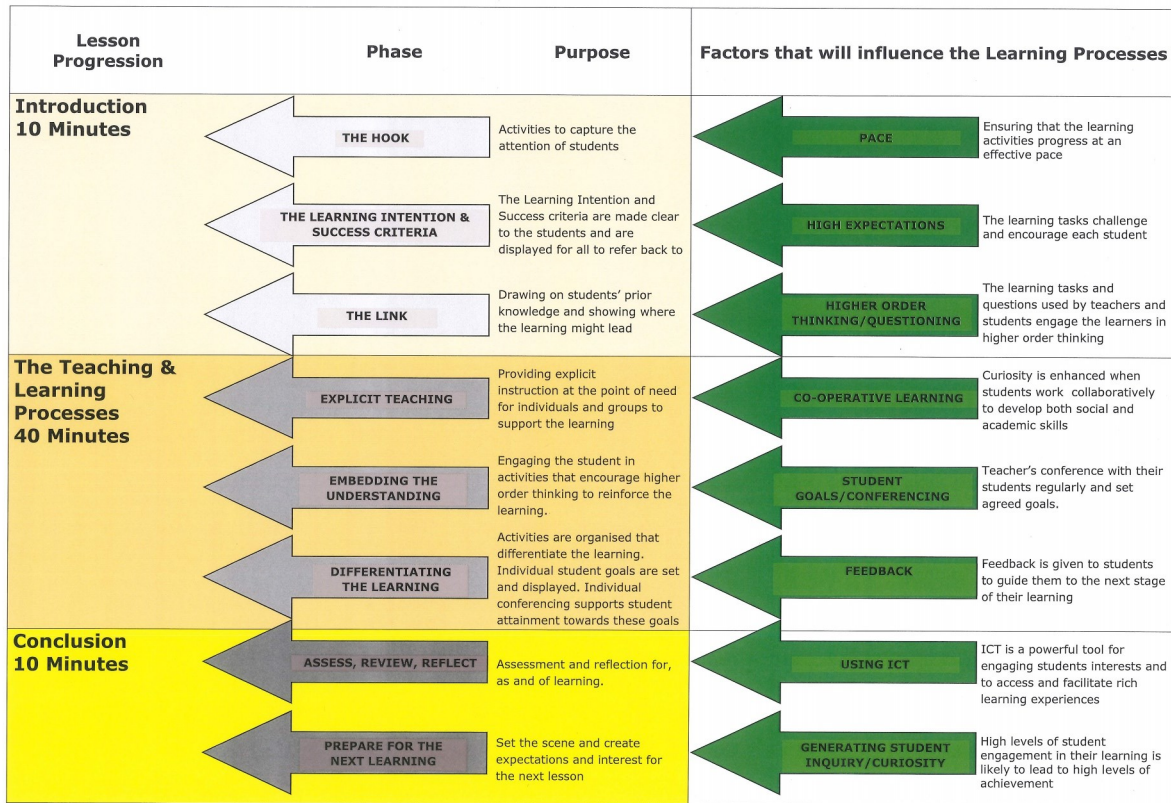 Lesson
Progression
Phase
Purpose
Factors that will influence the Learning Processes
Introduction
10 Minutes
THE HOOK
Activities to capture the
attention of students
PACE
Ensuring that the learning
activities progress at an
effective pace
THE LEARNING INTENTION &
SUCCESS CRITERIA
The Learning Intention and
Success criteria are made clear
to the students and are
displayed for all to refer back to
HIGH EXPECTATIONS
The learning tasks challenge
and encourage each student
THE LINK
Drawing on students’ prior
knowledge and showing where
the learning might lead
HIGHER ORDER
THINKING/QUESTIONING
The learning tasks and
questions used by teachers and
students engage the learners in
higher order thinking
The Teaching &
Learning
Processes
40 Minutes
EXPLICIT TEACHING
Providing explicit
instruction at the point of need
for individuals and groups to
support the learning
CO-OPERATIVE LEARNING
Curiosity is enhanced when
students work collaboratively
to develop both social and
academic skills
EMBEDDING THE
UNDERSTANDING
Engaging the student in
activities that encourage higher
order thinking to reinforce the
learning.
STUDENT
GOALS/CONFERENCING
Teacher’s conference with their
students regularly and set
agreed goals.
DIFFERENTIATING
THE LEARNING
Activities are organised that
differentiate the learning.
Individual student goals are set
and displayed. Individual
conferencing supports student
attainment towards these goals
FEEDBACK
Feedback is given to students
to guide them to the next stage
of their learning
Conclusion
10 Minutes
ASSESS, REVIEW, REFLECT
Assessment and reflection for,
as and of learning.
USING ICT
ICT is a powerful tool for
engaging students interests and
to access and facilitate rich
learning experiences
PREPARE FOR THE
NEXT LEARNING
Set the scene and create
expectations and interest for
the next lesson
GENERATING STUDENT
INQUIRY/CURIOSITY
High levels of student
engagement in their learning is
likely to lead to high levels of
achievement